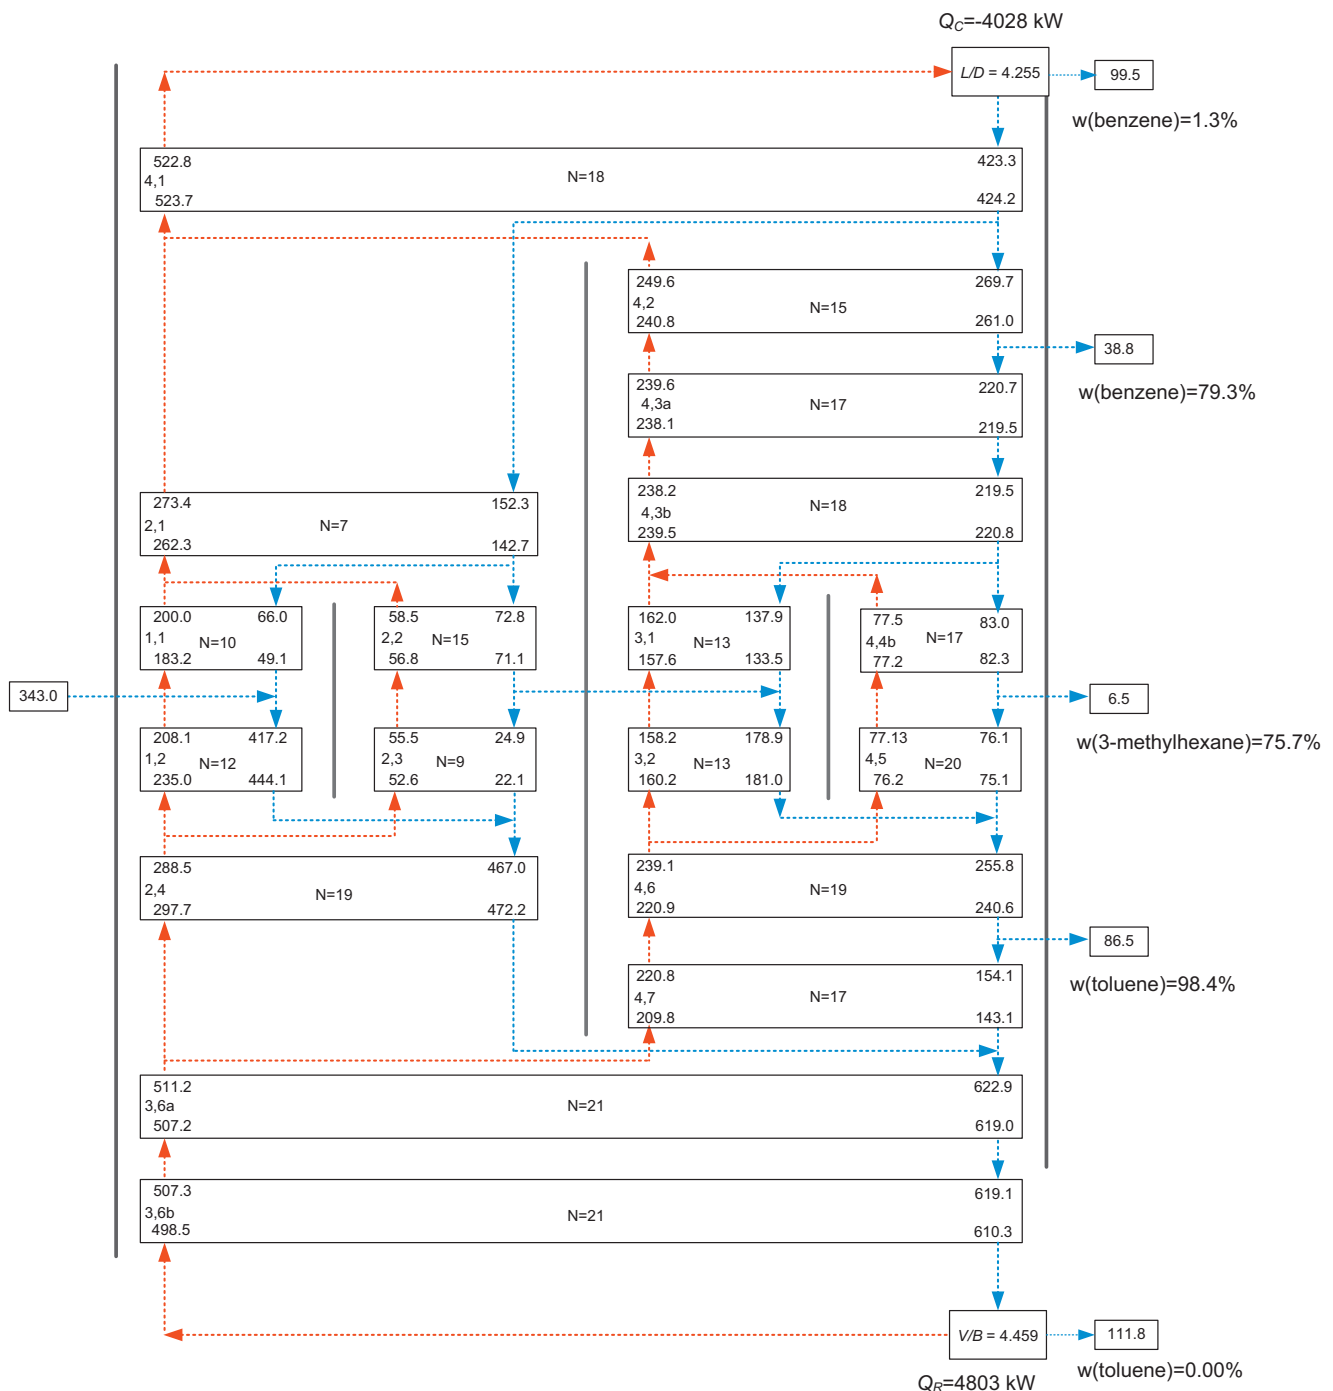 Q_C=-4028 kW
L/D = 4.255
99.5
w(benzene)=1.3%
522.8 423.3
4,1 N=18
523.7 424.2
249.6 269.7
4,2 N=15
240.8 261.0
38.8
w(benzene)=79.3%
239.6 220.7
4,3a N=17
238.1 219.5
238.2 219.5
4,3b N=18
239.5 220.8
273.4 152.3
2,1 N=7
262.3 142.7
200.0 66.0
1,1 N=10
183.2 49.1
58.5 72.8
2,2 N=15
56.8 71.1
162.0 137.9
3,1 N=13
157.6 133.5
77.5 83.0
4,4b N=17
77.2 82.3
343.0
6.5
w(3-methylhexane)=75.7%
208.1 417.2
1,2 N=12
235.0 444.1
55.5 24.9
2,3 N=9
52.6 22.1
158.2 178.9
3,2 N=13
160.2 181.0
77.13 76.1
4,5 N=20
76.2 75.1
288.5 467.0
2,4 N=19
297.7 472.2
239.1 255.8
4,6 N=19
220.9 240.6
86.5
w(toluene)=98.4%
220.8 154.1
4,7 N=17
209.8 143.1
511.2 622.9
3,6a N=21
507.2 619.0
507.3 619.1
3,6b N=21
498.5 610.3
V/B = 4.459
111.8
w(toluene)=0.00%
Q_R=4803 kW